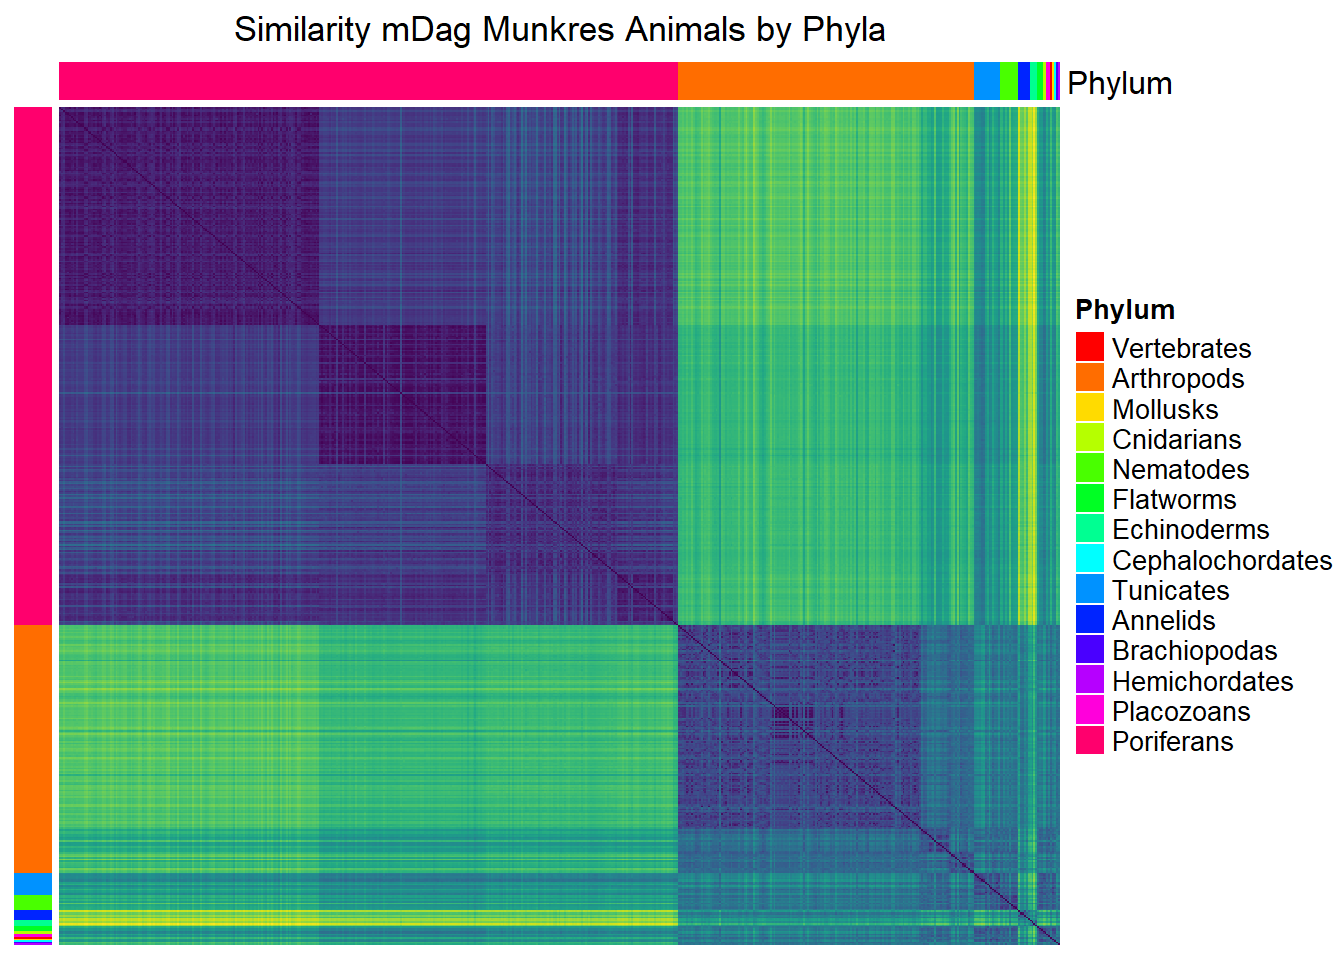 Similarity mDag Munkres Animals by Phyla
Phylum
Phylum
Vertebrates
Arthropods
Mollusks
Cnidarians
Nematodes
Flatworms
Echinoderms
Cephalochordates
Tunicates
Annelids
Brachiopodas
Hemichordates
Placozoans
Poriferans